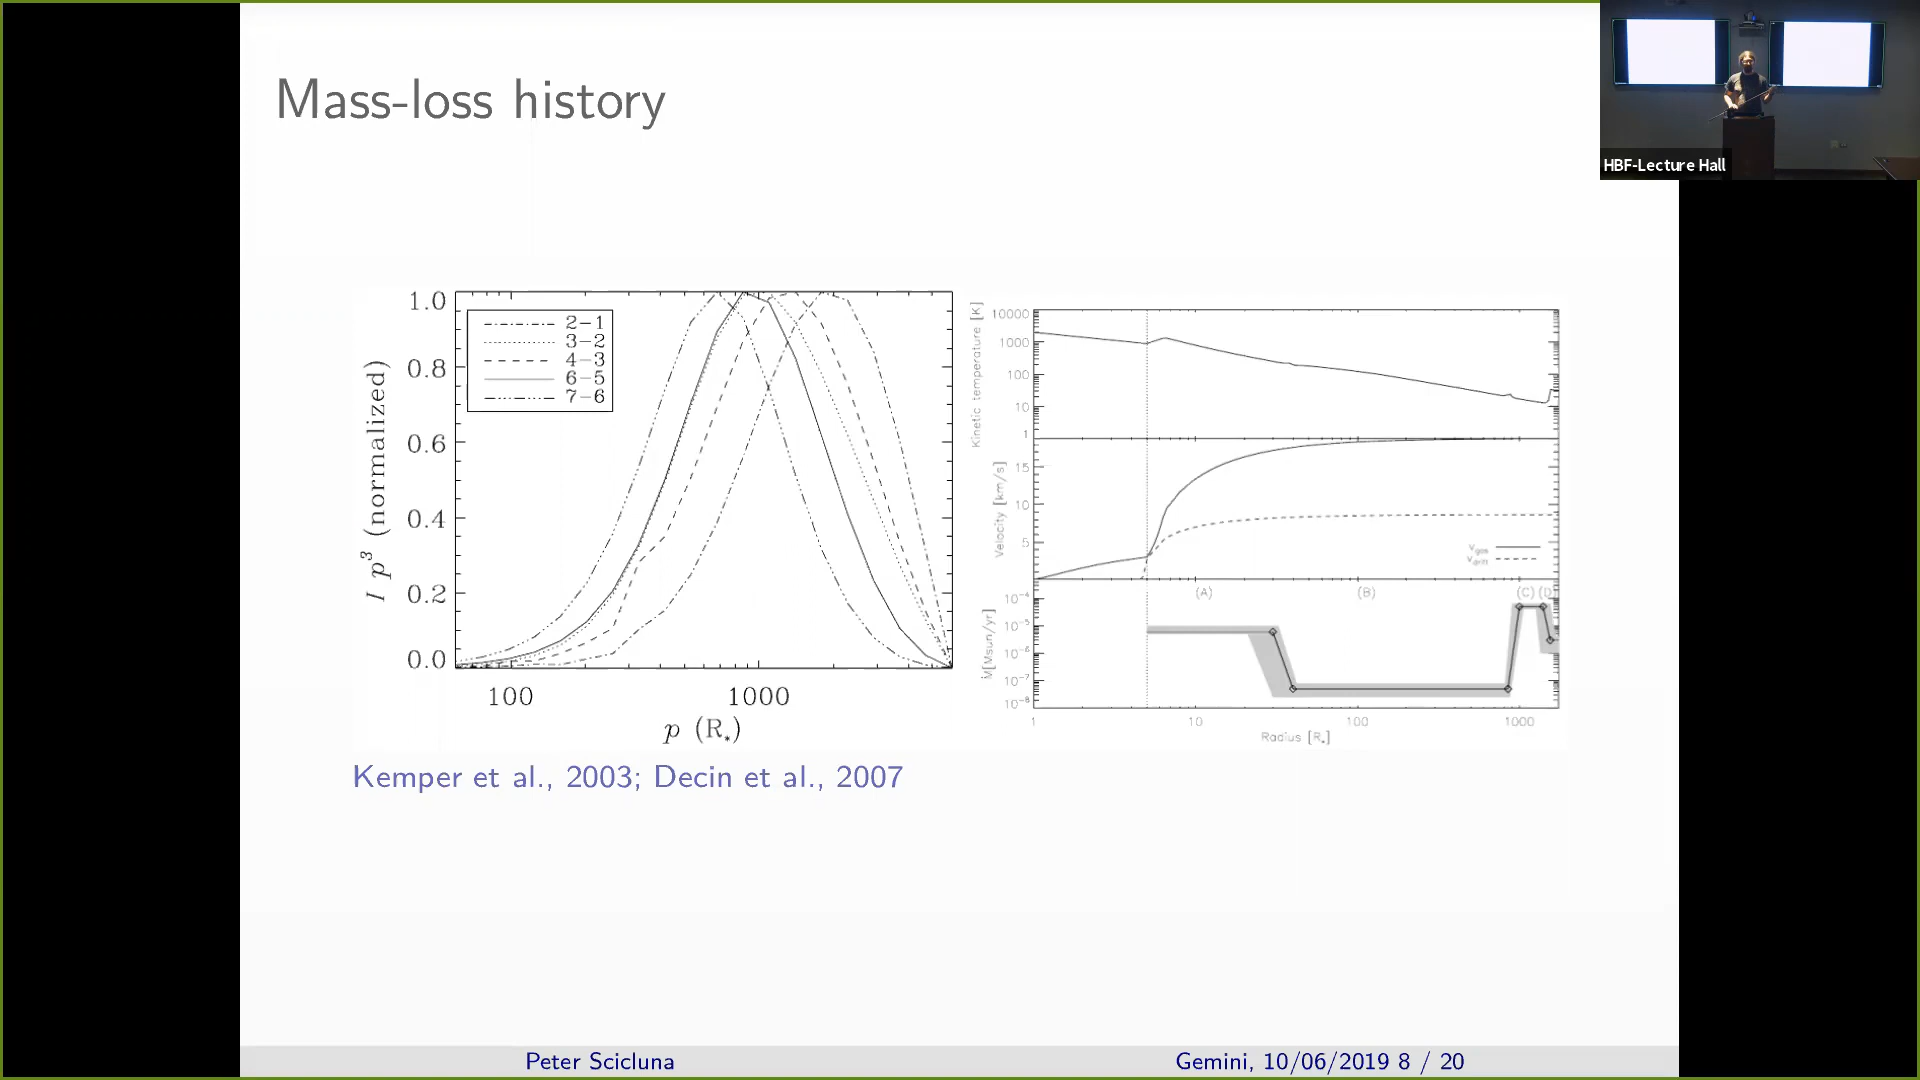 Mass-loss history
HBF-Lecture Hall
1.0
0.8
0.6
0.4
0.2
0.0
I p³ (normalized)
2-1
3-2
4-3
6-5
7-6
100 1000
p (R*)
Kinetic temperature [K]
10000
1000
100
10
1
Velocity [km/s]
15
10
5
Vgas
(A) (B) (C) (D)
Ṁ[Msun/yr]
10⁻⁴
10⁻⁵
10⁻⁶
10⁻⁷
10⁻⁸
1 10 100 1000
Radius [R*]
Kemper et al., 2003; Decin et al., 2007
Peter Scicluna
Gemini, 10/06/2019 8 / 20